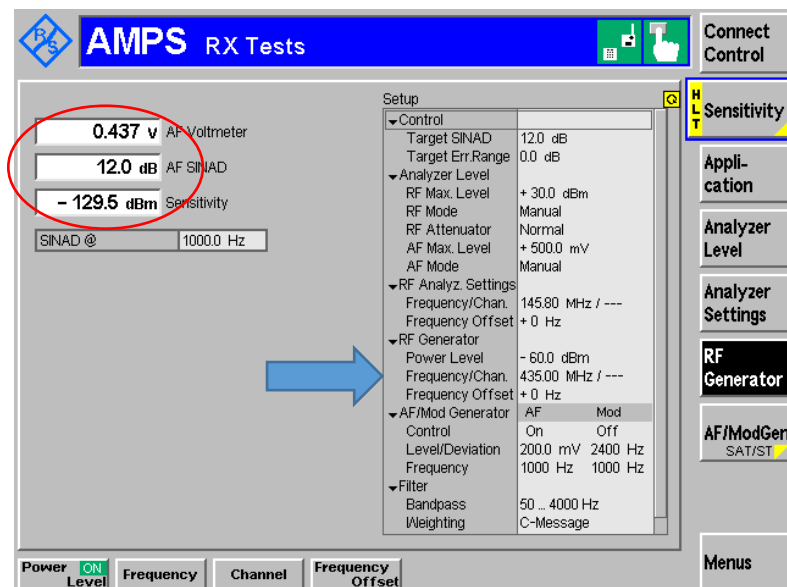 R&S
AMPS RX Tests
Connect
Control
0.437 V AF Voltmeter
12.0 dB AF SINAD
– 129.5 dBm Sensitivity
SINAD @ 1000.0 Hz
Setup
Control
Target SINAD 12.0 dB
Target Err.Range 0.0 dB
Analyzer Level
RF Max. Level + 30.0 dBm
RF Mode Manual
RF Attenuator Normal
AF Max. Level + 500.0 mV
AF Mode Manual
RF Analyz. Settings
Frequency/Chan. 145.80 MHz / ---
Frequency Offset + 0 Hz
RF Generator
Power Level – 60.0 dBm
Frequency/Chan. 435.00 MHz / ---
Frequency Offset + 0 Hz
AF/Mod Generator AF Mod
Control On Off
Level/Deviation 200.0 mV 2400 Hz
Frequency 1000 Hz 1000 Hz
Filter
Bandpass 50 ... 4000 Hz
Weighting C-Message
HLT
Sensitivity
Appli-
cation
Analyzer
Level
Analyzer
Settings
RF
Generator
AF/ModGen
SAT/ST
Menus
Power ON
Level
Frequency
Channel
Frequency
Offset